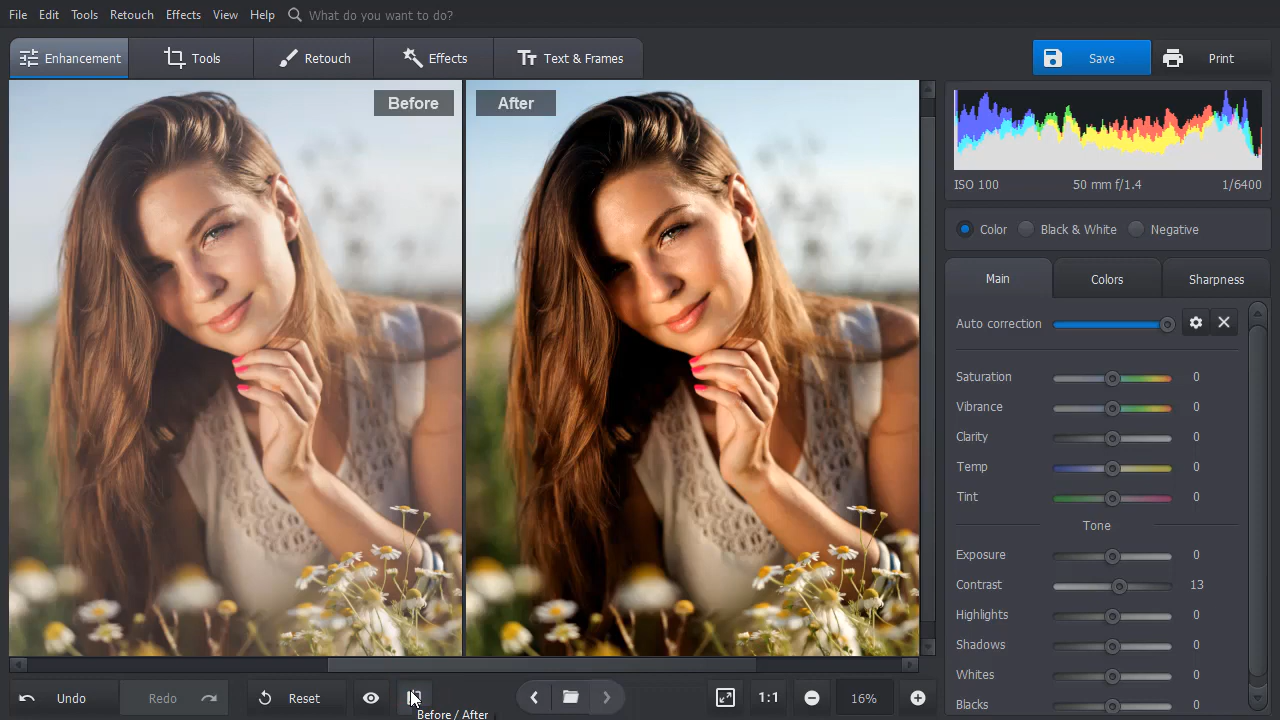 File Edit Tools Retouch Effects View Help What do you want to do?
Enhancement Tools Retouch Effects Text & Frames Save Print
Before After
ISO 100 50 mm f/1.4 1/6400
Color Black & White Negative
Main Colors Sharpness
Auto correction
Saturation 0
Vibrance 0
Clarity 0
Temp 0
Tint 0
Tone
Exposure 0
Contrast 13
Highlights 0
Shadows 0
Whites 0
Blacks 0
Undo Redo Reset 1:1 16%
Before / After